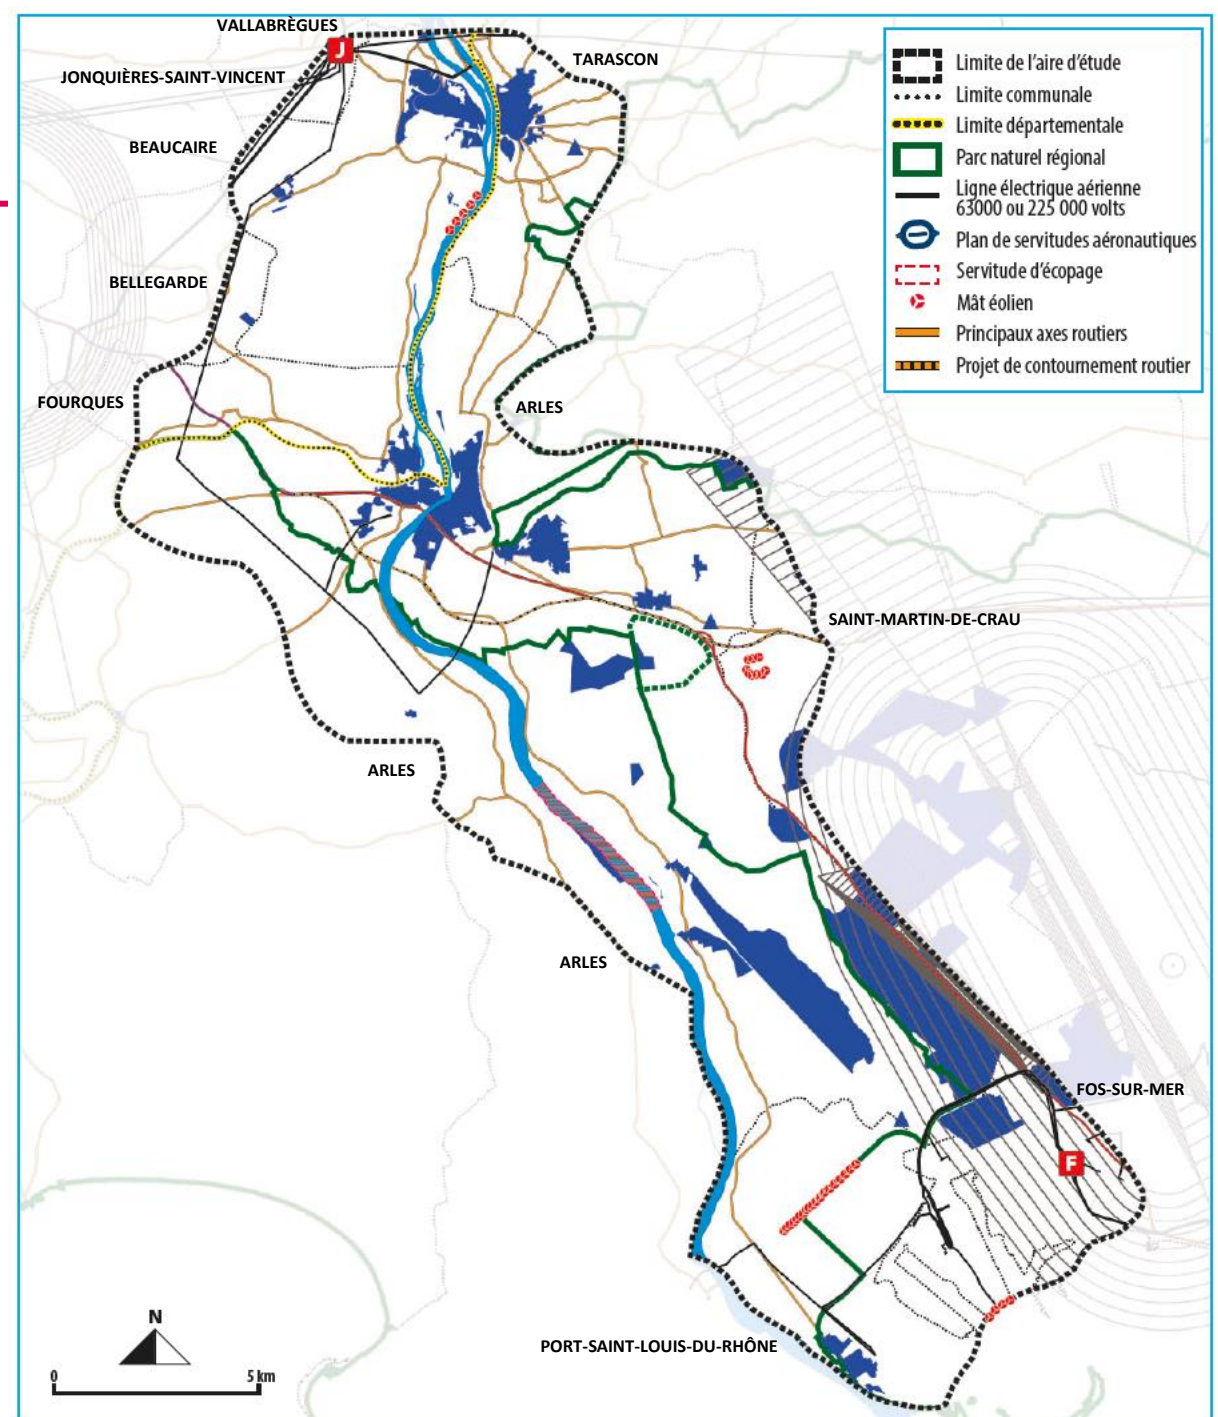 VALLABRÈGUES
J
TARASCON
JONQUIÈRES-SAINT-VINCENT
BEAUCAIRE
BELLEGARDE
FOURQUES
ARLES
SAINT-MARTIN-DE-CRAU
ARLES
ARLES
FOS-SUR-MER
F
PORT-SAINT-LOUIS-DU-RHÔNE
N
0 5 km
Limite de l'aire d'étude
Limite communale
Limite départementale
Parc naturel régional
Ligne électrique aérienne
63000 ou 225 000 volts
Plan de servitudes aéronautiques
Servitude d'écopage
Mât éolien
Principaux axes routiers
Projet de contournement routier